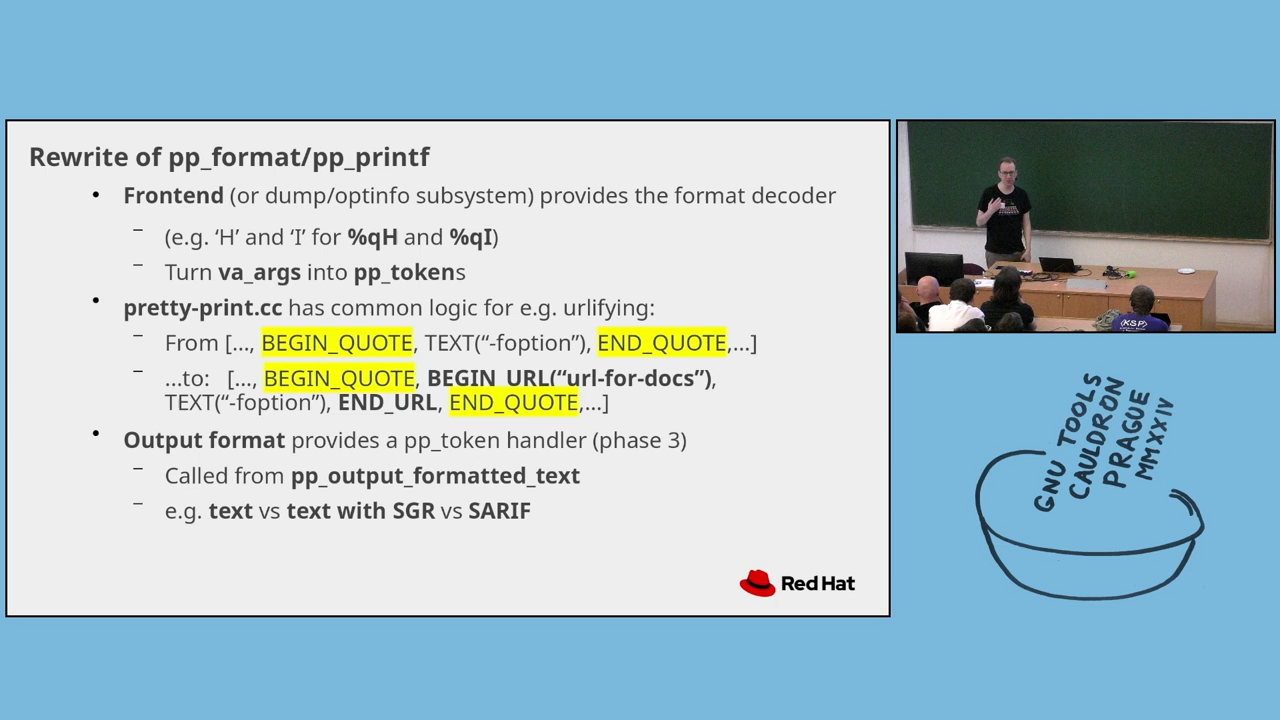 Rewrite of pp_format/pp_printf
• Frontend (or dump/optinfo subsystem) provides the format decoder
– (e.g. ‘H’ and ‘I’ for %qH and %qI)
– Turn va_args into pp_tokens
• pretty-print.cc has common logic for e.g. urlifying:
– From [..., BEGIN_QUOTE, TEXT(“-foption”), END_QUOTE,...]
– ...to: [..., BEGIN_QUOTE, BEGIN_URL(“url-for-docs”),
TEXT(“-foption”), END_URL, END_QUOTE,...]
• Output format provides a pp_token handler (phase 3)
– Called from pp_output_formatted_text
– e.g. text vs text with SGR vs SARIF
Red Hat
(KSP)
GNU TOOLS
CAULDRON
PRAGUE
MMXXIV